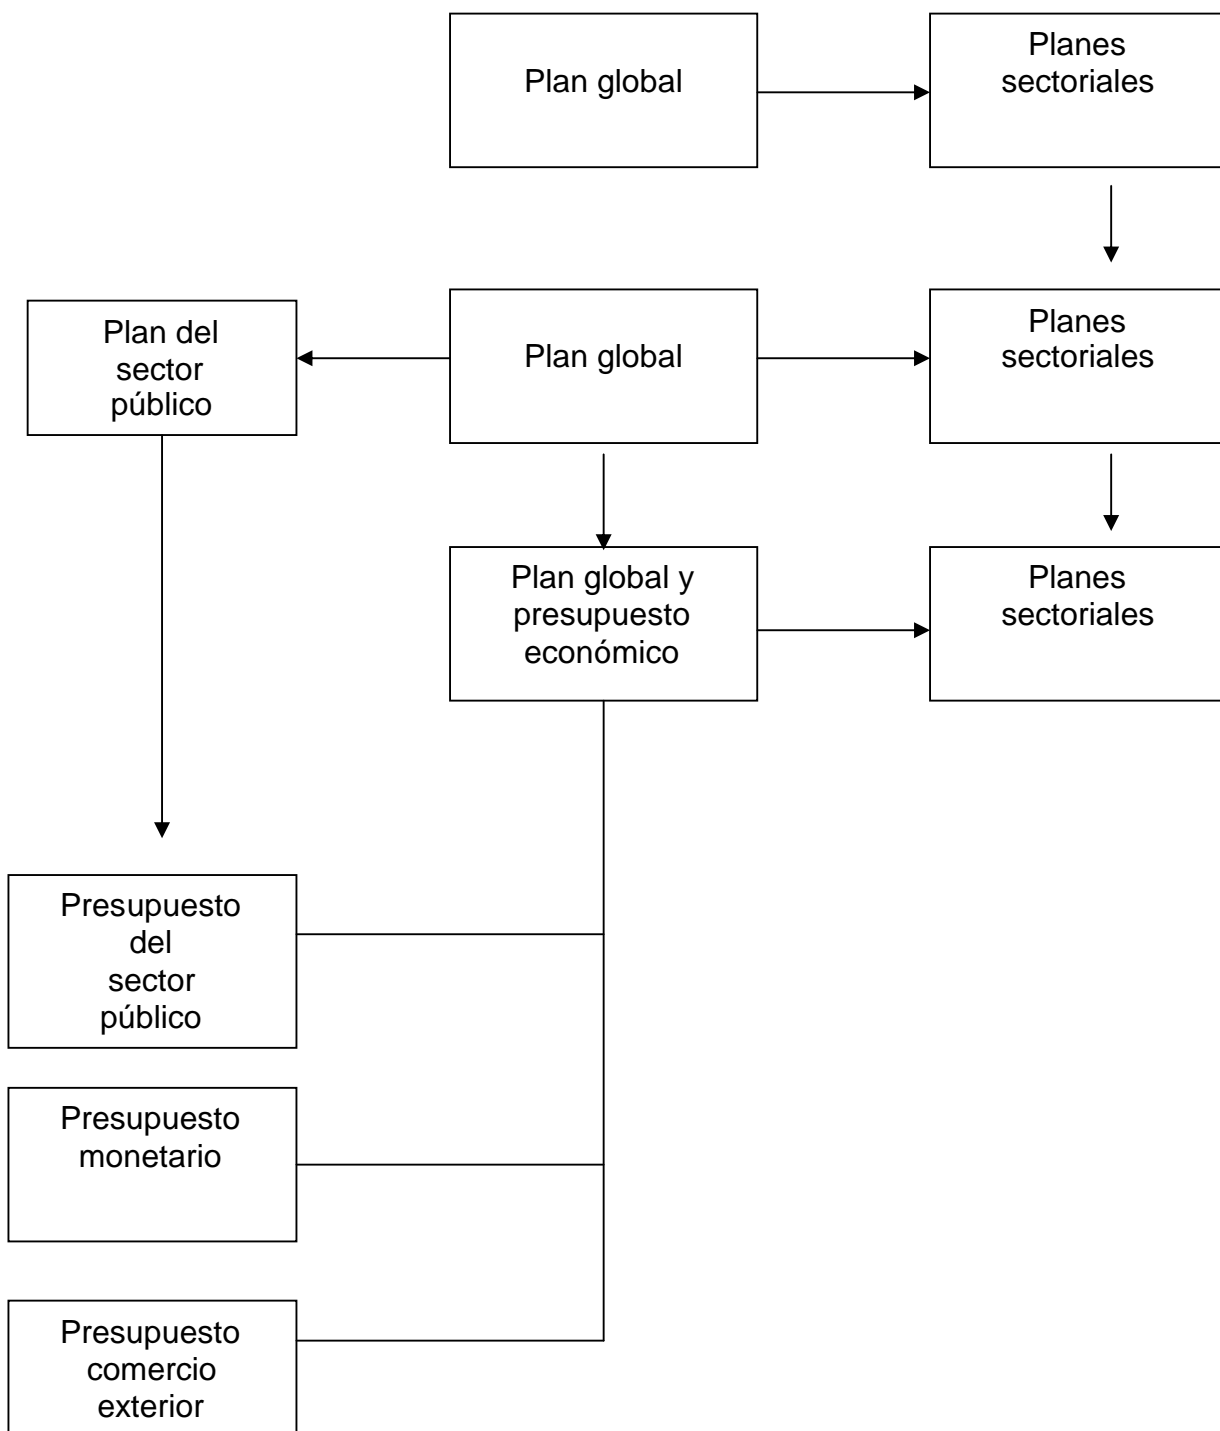 Plan global
Planes
sectoriales
Plan del
sector
público
Plan global
Planes
sectoriales
Plan global y
presupuesto
económico
Planes
sectoriales
Presupuesto
del
sector
público
Presupuesto
monetario
Presupuesto
comercio
exterior